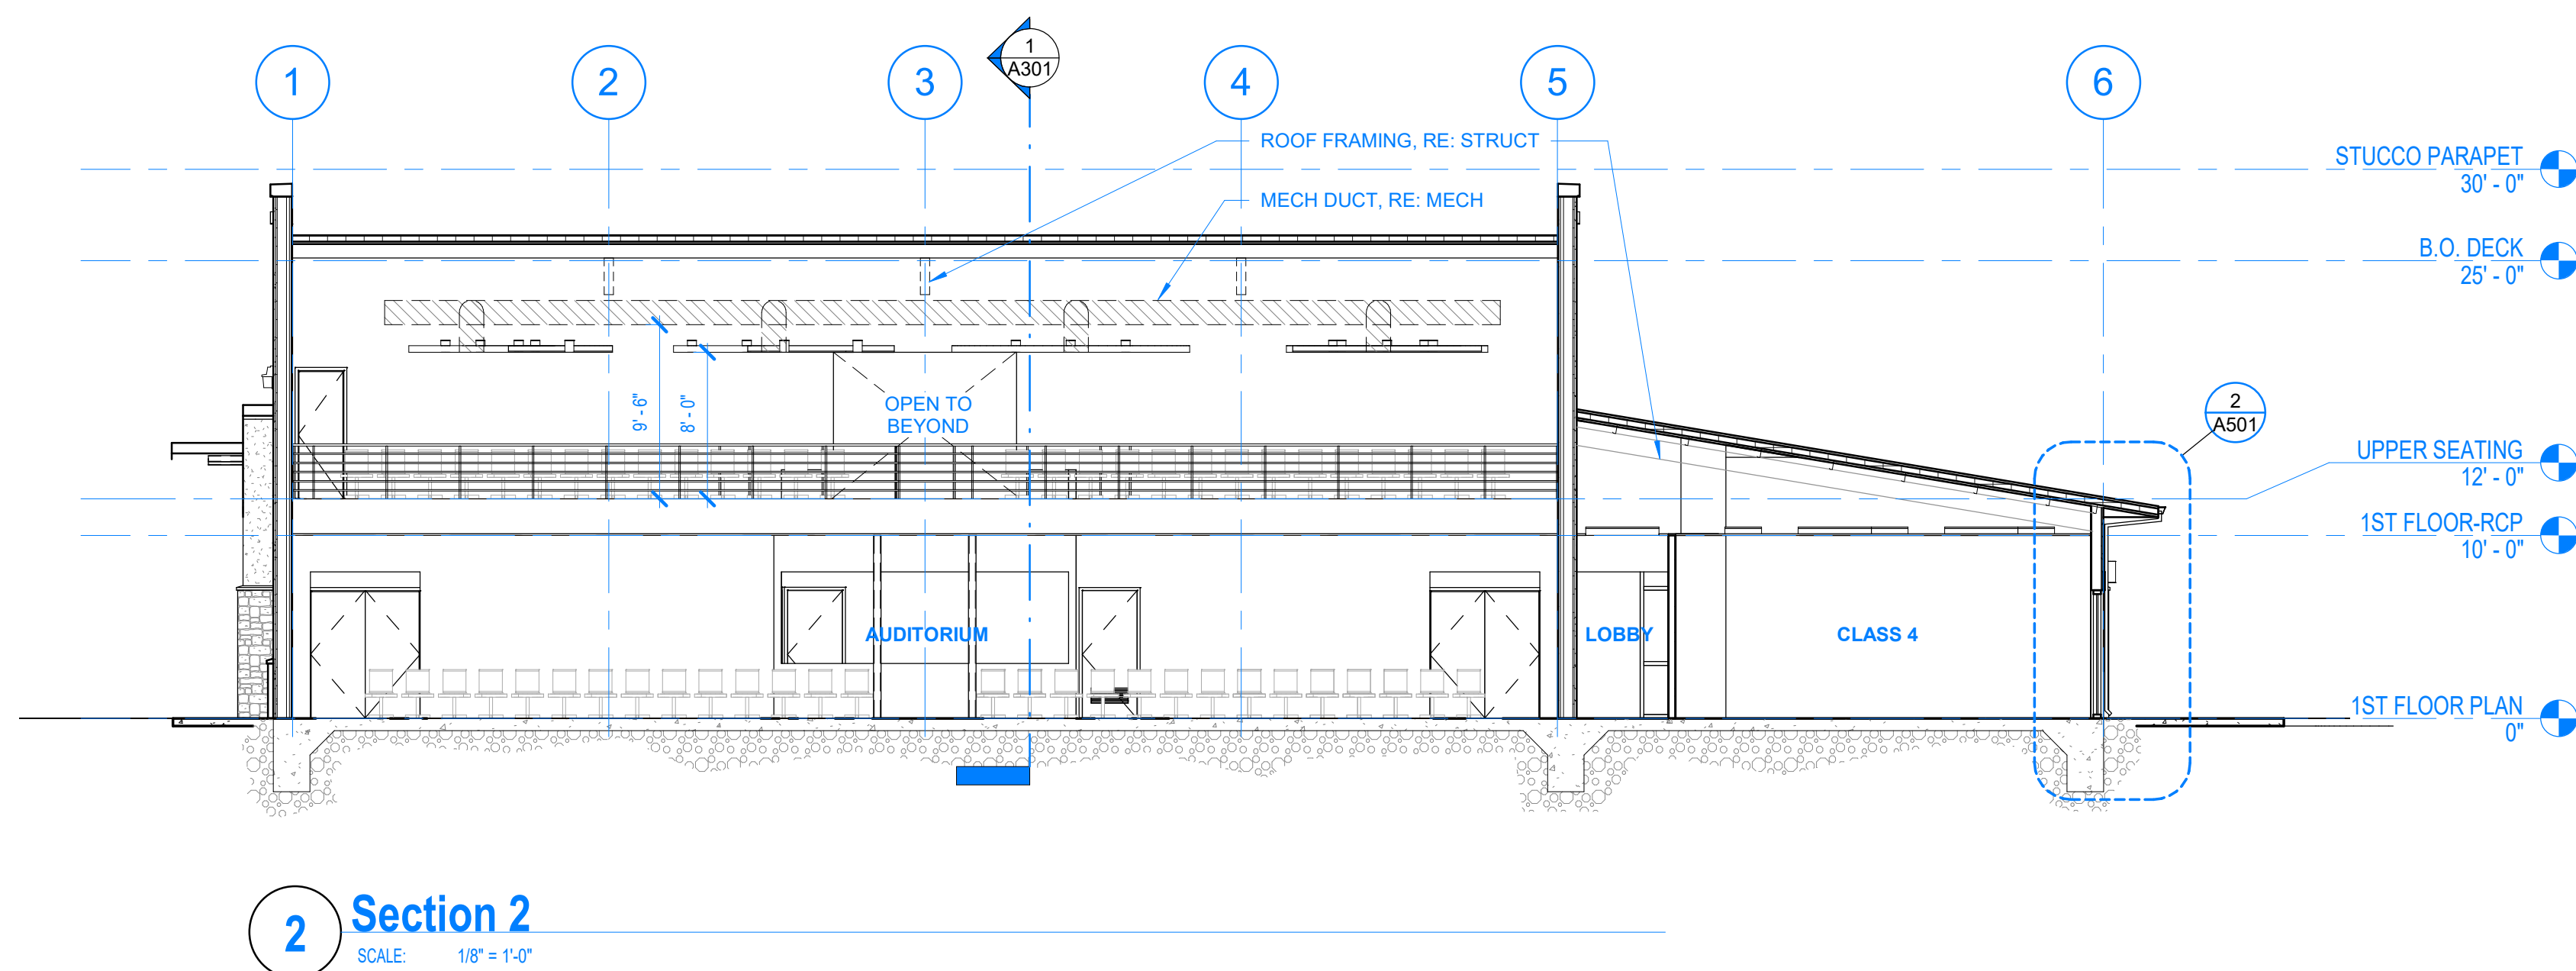 1
2
3
1
A301
4
5
6
ROOF FRAMING, RE: STRUCT
MECH DUCT, RE: MECH
STUCCO PARAPET
30' - 0"
B.O. DECK
25' - 0"
OPEN TO
BEYOND
9' - 6"
8' - 0"
2
A501
UPPER SEATING
12' - 0"
1ST FLOOR-RCP
10' - 0"
AUDITORIUM
LOBBY
CLASS 4
1ST FLOOR PLAN
0"
2
Section 2
SCALE: 1/8" = 1'-0"